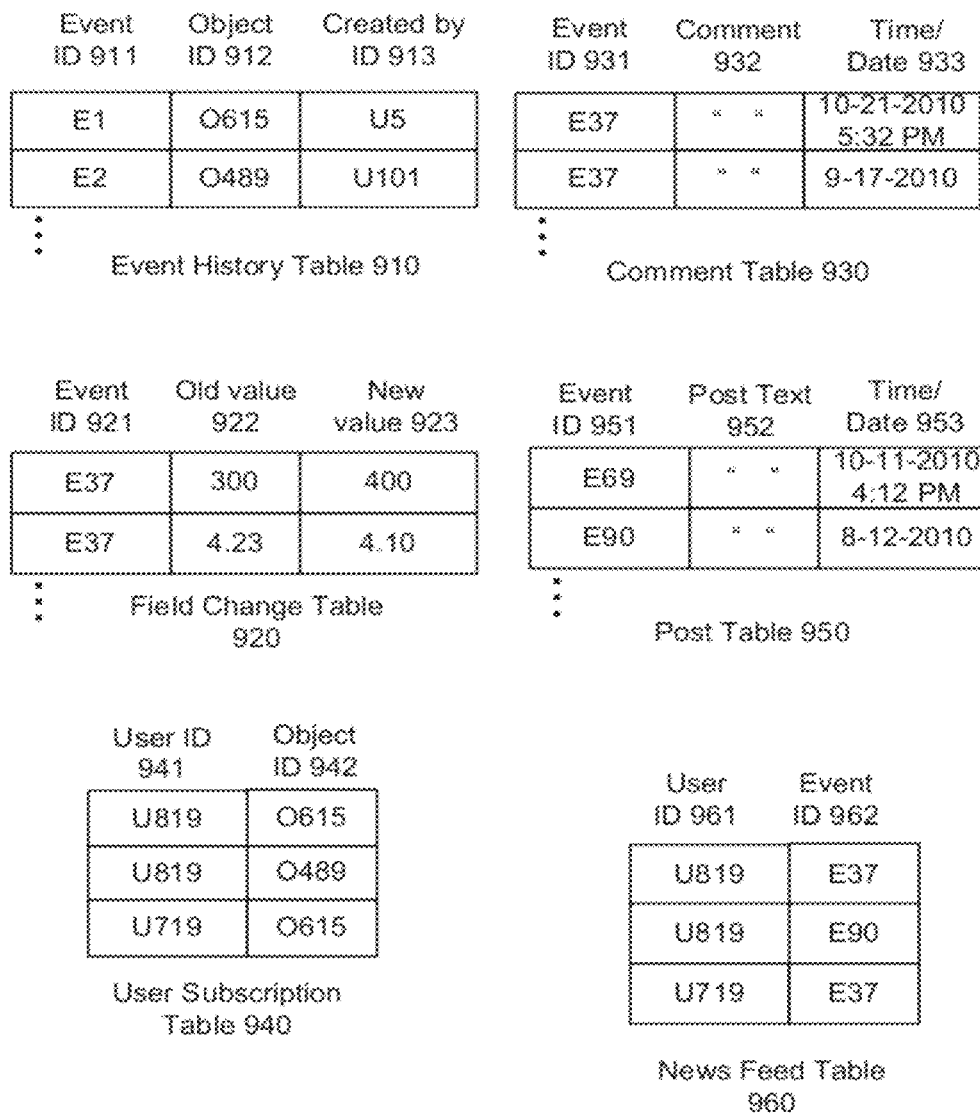 Event Object Created by
ID 911 ID 912 ID 913
E1 O615 U5
E2 O489 U101
Event History Table 910
Event Comment Time/
ID 931 932 Date 933
E37 " " 10-21-2010
5:32 PM
E37 " " 9-17-2010
Comment Table 930
Event Old value New
ID 921 922 value 923
E37 300 400
E37 4.23 4.10
Field Change Table
920
Event Post Text Time/
ID 951 952 Date 953
E69 " " 10-11-2010
4:12 PM
E90 " " 8-12-2010
Post Table 950
User ID Object
941 ID 942
U819 O615
U819 O489
U719 O615
User Subscription
Table 940
User Event
ID 961 ID 962
U819 E37
U819 E90
U719 E37
News Feed Table
960